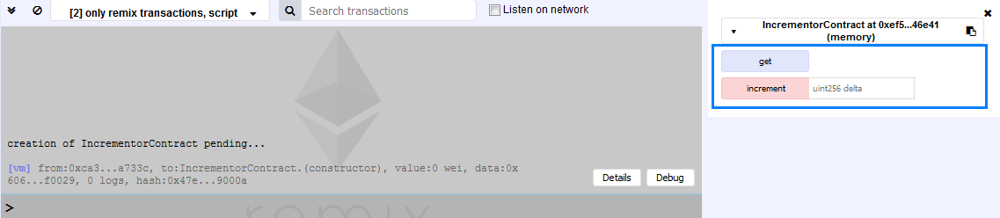 [2] only remix transactions, script
Search transactions
Listen on network
creation of IncrementorContract pending...
[vm] from:0xca3...a733c, to:IncrementorContract.(constructor), value:0 wei, data:0x
606...f0029, 0 logs, hash:0x47e...9000a
Details
Debug
>
remix
IncrementorContract at 0xef5...46e41
(memory)
get
increment
uint256 delta